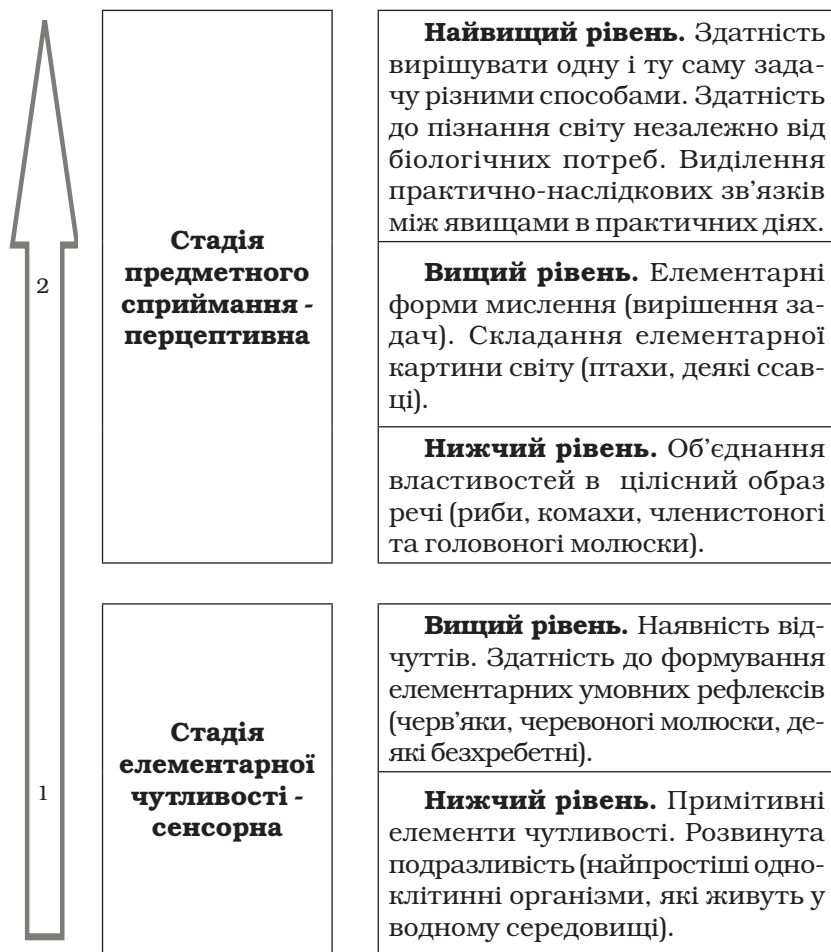 Найвищий рівень. Здатність
вирішувати одну і ту саму зада-
чу різними способами. Здатність
до пізнання світу незалежно від
біологічних потреб. Виділення
практично-наслідкових зв’язків
між явищами в практичних діях.
2
Стадія
предметного
сприймання -
перцептивна
Вищий рівень. Елементарні
форми мислення (вирішення за-
дач). Складання елементарної
картини світу (птахи, деякі ссав-
ці).
Нижчий рівень. Об’єднання
властивостей в цілісний образ
речі (риби, комахи, членистоногі
та головоногі молюски).
Вищий рівень. Наявність від-
чуттів. Здатність до формування
елементарних умовних рефлексів
(черв’яки, черевоногі молюски, де-
які безхребетні).
1
Стадія
елементарної
чутливості -
сенсорна
Нижчий рівень. Примітивні
елементи чутливості. Розвинута
подразливість (найпростіші одно-
клітинні організми, які живуть у
водному середовищі).